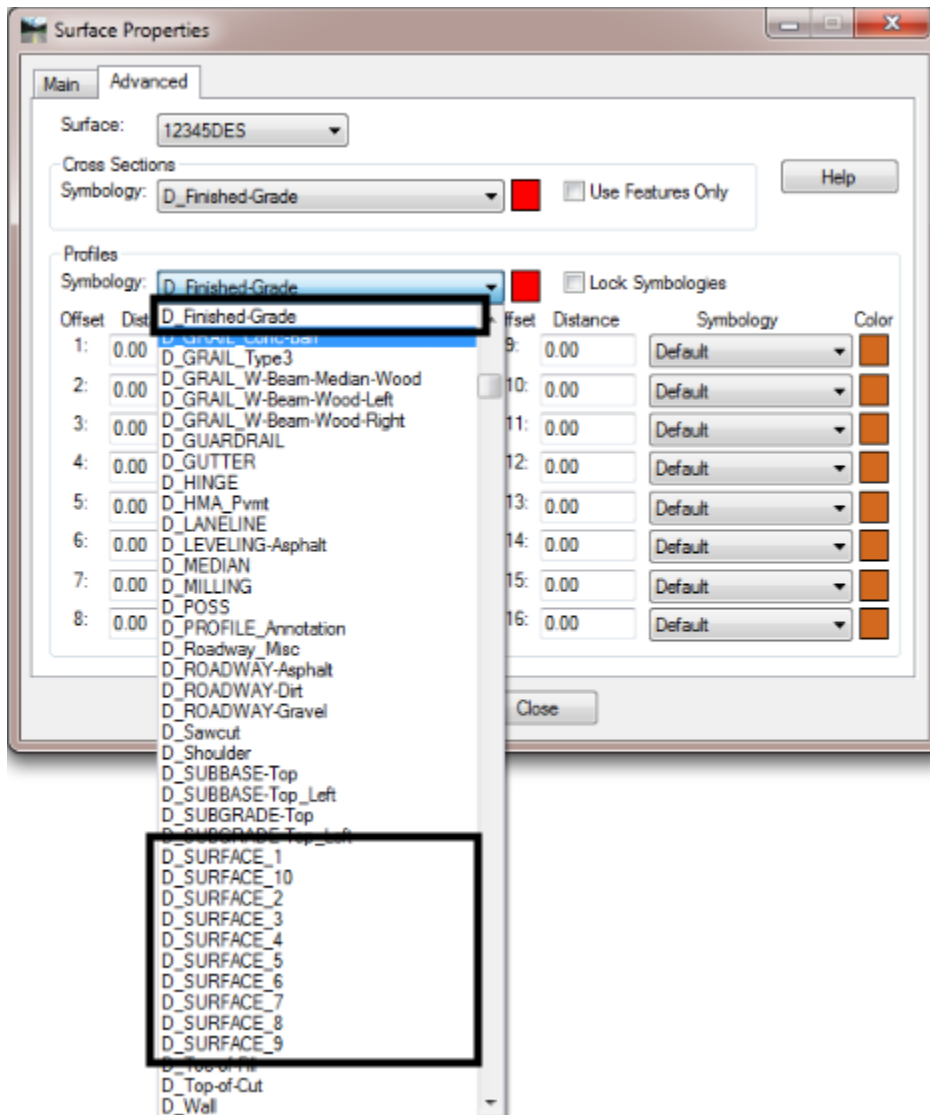 Surface Properties
Main Advanced
Surface: 12345DES
Cross Sections
Symbology: D_Finished-Grade Use Features Only Help
Profiles
Symbology: D_Finished-Grade Lock Symbologies
Offset Distance Symbology Color
D_Finished-Grade
D_GRAIL_Conc-Barr
D_GRAIL_Type3
D_GRAIL_W-Beam-Median-Wood
D_GRAIL_W-Beam-Wood-Left
D_GRAIL_W-Beam-Wood-Right
D_GUARDRAIL
D_GUTTER
D_HINGE
D_HMA_Pvmt
D_LANELINE
D_LEVELING-Asphalt
D_MEDIAN
D_MILLING
D_POSS
D_PROFILE_Annotation
D_Roadway_Misc
D_ROADWAY-Asphalt
D_ROADWAY-Dirt
D_ROADWAY-Gravel
D_Sawcut
D_Shoulder
D_SUBBASE-Top
D_SUBBASE-Top_Left
D_SUBGRADE-Top
D_SUBGRADE-Top_Left
D_SURFACE_1
D_SURFACE_10
D_SURFACE_2
D_SURFACE_3
D_SURFACE_4
D_SURFACE_5
D_SURFACE_6
D_SURFACE_7
D_SURFACE_8
D_SURFACE_9
D_Top-of-Fill
D_Top-of-Cut
D_Wall
1: 0.00
2: 0.00
3: 0.00
4: 0.00
5: 0.00
6: 0.00
7: 0.00
8: 0.00
9: 0.00 Default
10: 0.00 Default
11: 0.00 Default
12: 0.00 Default
13: 0.00 Default
14: 0.00 Default
15: 0.00 Default
16: 0.00 Default
Close